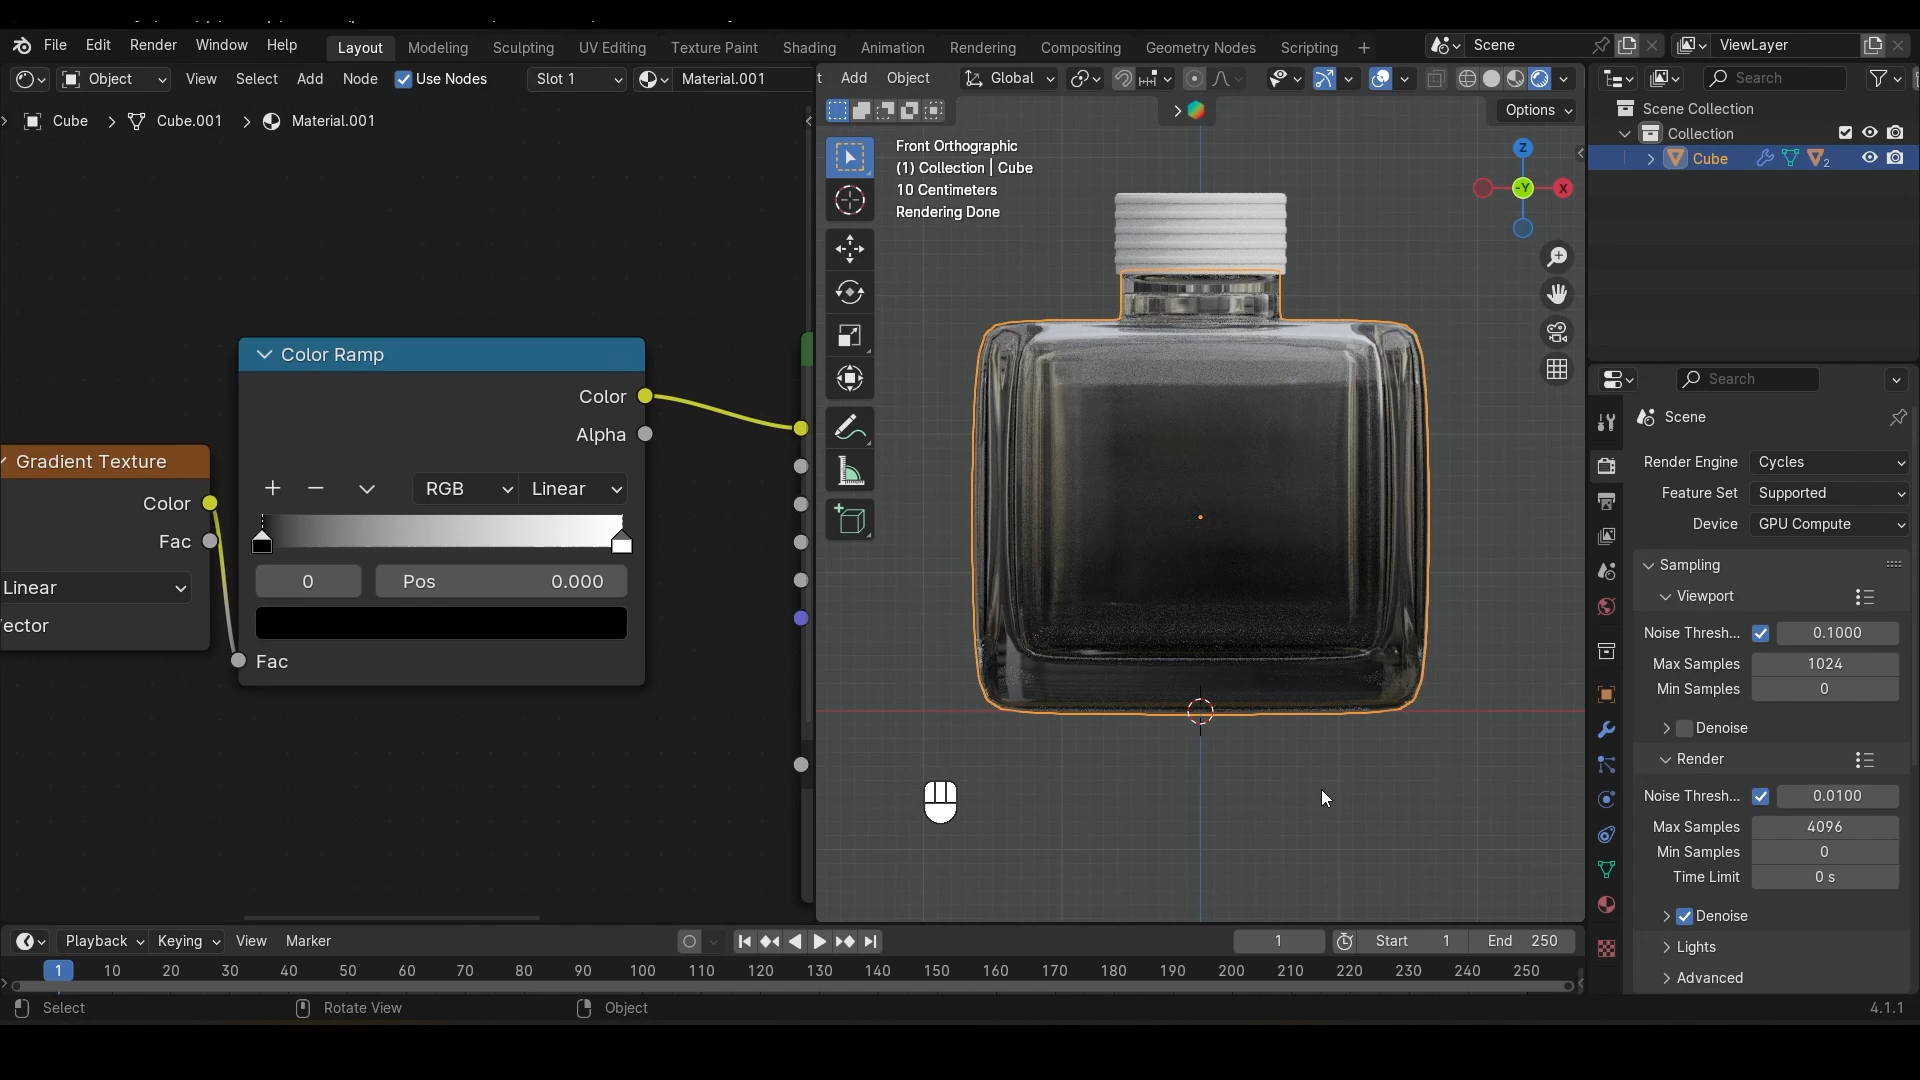 File Edit Render Window Help Layout Modeling Sculpting UV Editing Texture Paint Shading Animation Rendering Compositing Geometry Nodes Scripting + Scene ViewLayer
Object View Select Add Node Use Nodes Slot 1 Material.001 t Add Object Global Search
Options
Cube > Cube.001 > Material.001
Scene Collection
Collection
Cube 2
Front Orthographic
(1) Collection | Cube
10 Centimeters
Rendering Done
Z
-Y
X
Color Ramp
Color
Alpha
RGB Linear
0 Pos 0.000
Fac
Gradient Texture
Color
Fac
Linear
ector
Search
Scene
Render Engine Cycles
Feature Set Supported
Device GPU Compute
Sampling
Viewport
Noise Thresh... 0.1000
Max Samples 1024
Min Samples 0
Denoise
Render
Noise Thresh... 0.0100
Max Samples 4096
Min Samples 0
Time Limit 0 s
Denoise
Lights
Advanced
Playback Keying View Marker 1 Start 1 End 250
1 10 20 30 40 50 60 70 80 90 100 110 120 130 140 150 160 170 180 190 200 210 220 230 240 250
Select Rotate View Object 4.1.1